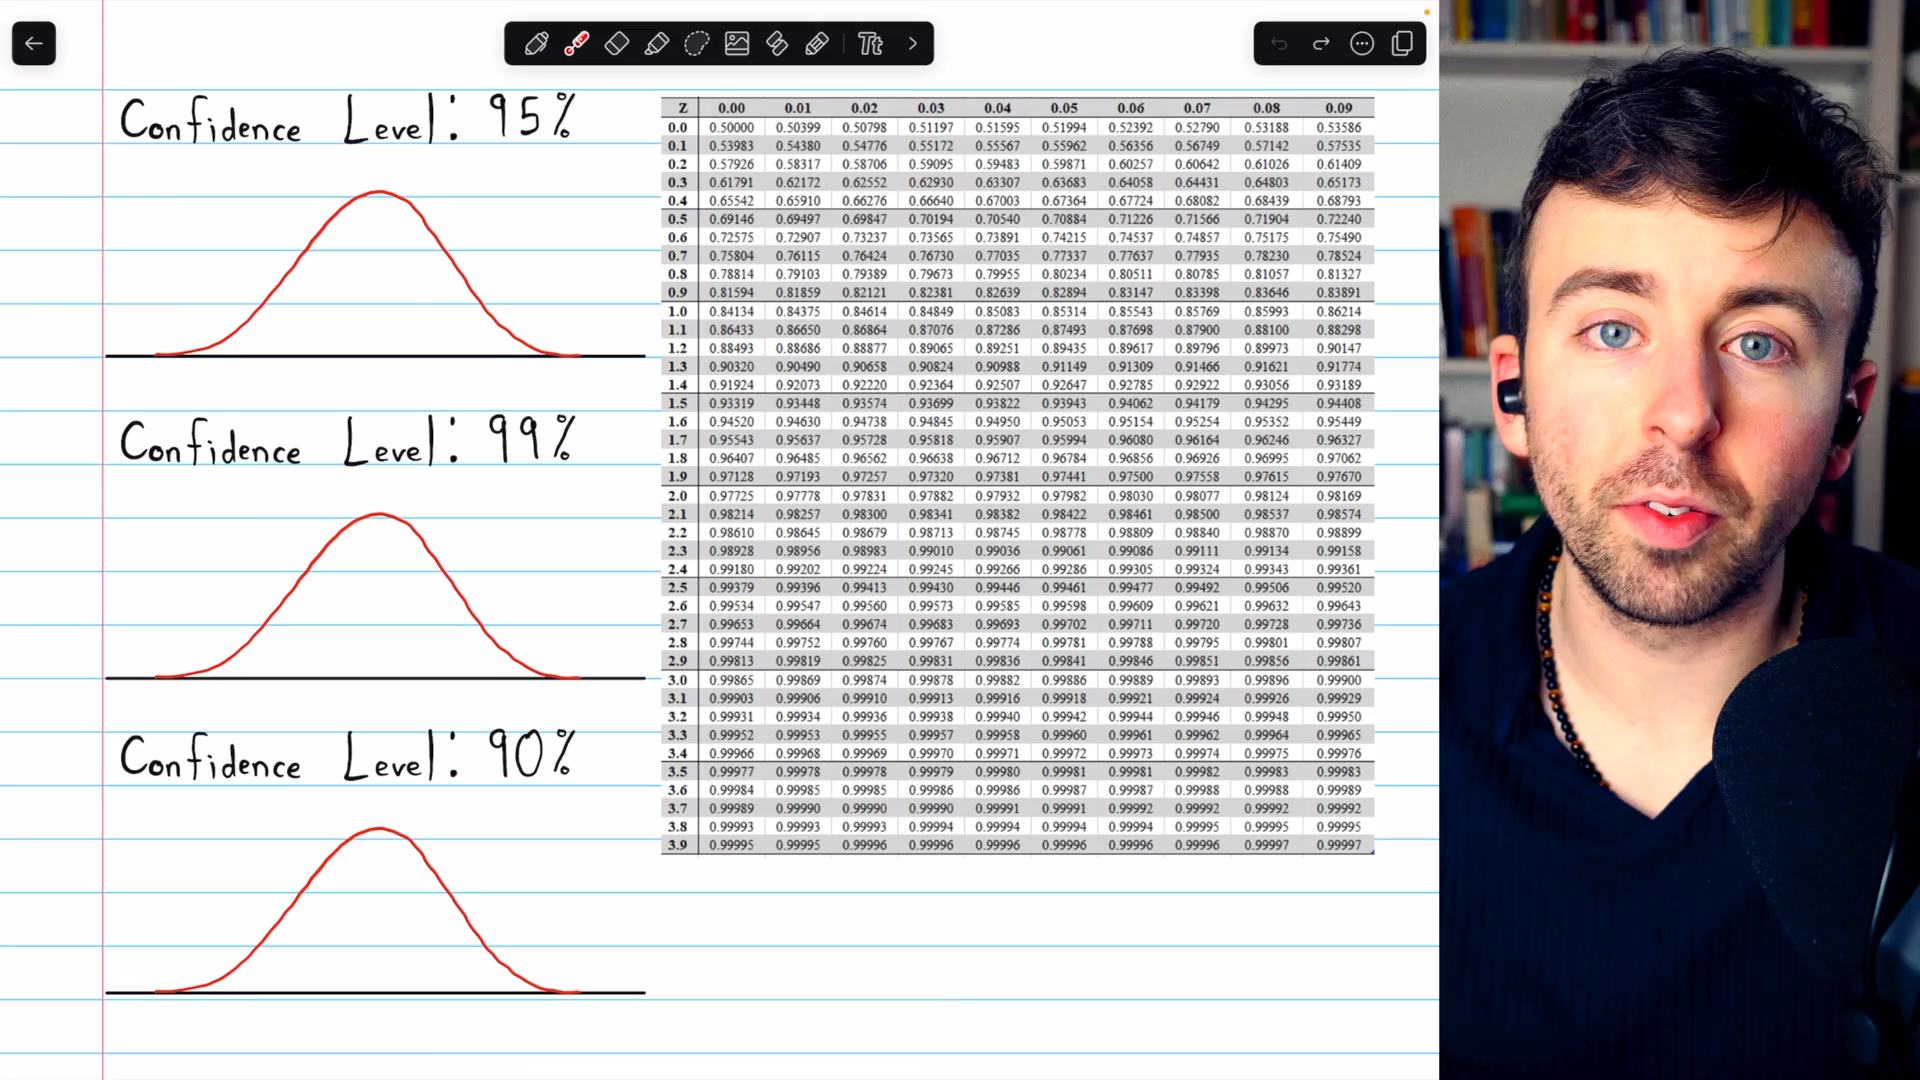 Tt
Confidence Level: 95%
Confidence Level: 99%
Confidence Level: 90%
Z 0.00 0.01 0.02 0.03 0.04 0.05 0.06 0.07 0.08 0.09
0.0 0.50000 0.50399 0.50798 0.51197 0.51595 0.51994 0.52392 0.52790 0.53188 0.53586
0.1 0.53983 0.54380 0.54776 0.55172 0.55567 0.55962 0.56356 0.56749 0.57142 0.57535
0.2 0.57926 0.58317 0.58706 0.59095 0.59483 0.59871 0.60257 0.60642 0.61026 0.61409
0.3 0.61791 0.62172 0.62552 0.62930 0.63307 0.63683 0.64058 0.64431 0.64803 0.65173
0.4 0.65542 0.65910 0.66276 0.66640 0.67003 0.67364 0.67724 0.68082 0.68439 0.68793
0.5 0.69146 0.69497 0.69847 0.70194 0.70540 0.70884 0.71226 0.71566 0.71904 0.72240
0.6 0.72575 0.72907 0.73237 0.73565 0.73891 0.74215 0.74537 0.74857 0.75175 0.75490
0.7 0.75804 0.76115 0.76424 0.76730 0.77035 0.77337 0.77637 0.77935 0.78230 0.78524
0.8 0.78814 0.79103 0.79389 0.79673 0.79955 0.80234 0.80511 0.80785 0.81057 0.81327
0.9 0.81594 0.81859 0.82121 0.82381 0.82639 0.82894 0.83147 0.83398 0.83646 0.83891
1.0 0.84134 0.84375 0.84614 0.84849 0.85083 0.85314 0.85543 0.85769 0.85993 0.86214
1.1 0.86433 0.86650 0.86864 0.87076 0.87286 0.87493 0.87698 0.87900 0.88100 0.88298
1.2 0.88493 0.88686 0.88877 0.89065 0.89251 0.89435 0.89617 0.89796 0.89973 0.90147
1.3 0.90320 0.90490 0.90658 0.90824 0.90988 0.91149 0.91309 0.91466 0.91621 0.91774
1.4 0.91924 0.92073 0.92220 0.92364 0.92507 0.92647 0.92785 0.92922 0.93056 0.93189
1.5 0.93319 0.93448 0.93574 0.93699 0.93822 0.93943 0.94062 0.94179 0.94295 0.94408
1.6 0.94520 0.94630 0.94738 0.94845 0.94950 0.95053 0.95154 0.95254 0.95352 0.95449
1.7 0.95543 0.95637 0.95728 0.95818 0.95907 0.95994 0.96080 0.96164 0.96246 0.96327
1.8 0.96407 0.96485 0.96562 0.96638 0.96712 0.96784 0.96856 0.96926 0.96995 0.97062
1.9 0.97128 0.97193 0.97257 0.97320 0.97381 0.97441 0.97500 0.97558 0.97615 0.97670
2.0 0.97725 0.97778 0.97831 0.97882 0.97932 0.97982 0.98030 0.98077 0.98124 0.98169
2.1 0.98214 0.98257 0.98300 0.98341 0.98382 0.98422 0.98461 0.98500 0.98537 0.98574
2.2 0.98610 0.98645 0.98679 0.98713 0.98745 0.98778 0.98809 0.98840 0.98870 0.98899
2.3 0.98928 0.98956 0.98983 0.99010 0.99036 0.99061 0.99086 0.99111 0.99134 0.99158
2.4 0.99180 0.99202 0.99224 0.99245 0.99266 0.99286 0.99305 0.99324 0.99343 0.99361
2.5 0.99379 0.99396 0.99413 0.99430 0.99446 0.99461 0.99477 0.99492 0.99506 0.99520
2.6 0.99534 0.99547 0.99560 0.99573 0.99585 0.99598 0.99609 0.99621 0.99632 0.99643
2.7 0.99653 0.99664 0.99674 0.99683 0.99693 0.99702 0.99711 0.99720 0.99728 0.99736
2.8 0.99744 0.99752 0.99760 0.99767 0.99774 0.99781 0.99788 0.99795 0.99801 0.99807
2.9 0.99813 0.99819 0.99825 0.99831 0.99836 0.99841 0.99846 0.99851 0.99856 0.99861
3.0 0.99865 0.99869 0.99874 0.99878 0.99882 0.99886 0.99889 0.99893 0.99896 0.99900
3.1 0.99903 0.99906 0.99910 0.99913 0.99916 0.99918 0.99921 0.99924 0.99926 0.99929
3.2 0.99931 0.99934 0.99936 0.99938 0.99940 0.99942 0.99944 0.99946 0.99948 0.99950
3.3 0.99952 0.99953 0.99955 0.99957 0.99958 0.99960 0.99961 0.99962 0.99964 0.99965
3.4 0.99966 0.99968 0.99969 0.99970 0.99971 0.99972 0.99973 0.99974 0.99975 0.99976
3.5 0.99977 0.99978 0.99978 0.99979 0.99980 0.99981 0.99981 0.99982 0.99983 0.99983
3.6 0.99984 0.99985 0.99985 0.99986 0.99986 0.99987 0.99987 0.99988 0.99988 0.99989
3.7 0.99989 0.99990 0.99990 0.99990 0.99991 0.99991 0.99992 0.99992 0.99992 0.99992
3.8 0.99993 0.99993 0.99993 0.99994 0.99994 0.99994 0.99994 0.99995 0.99995 0.99995
3.9 0.99995 0.99995 0.99996 0.99996 0.99996 0.99996 0.99996 0.99996 0.99997 0.99997